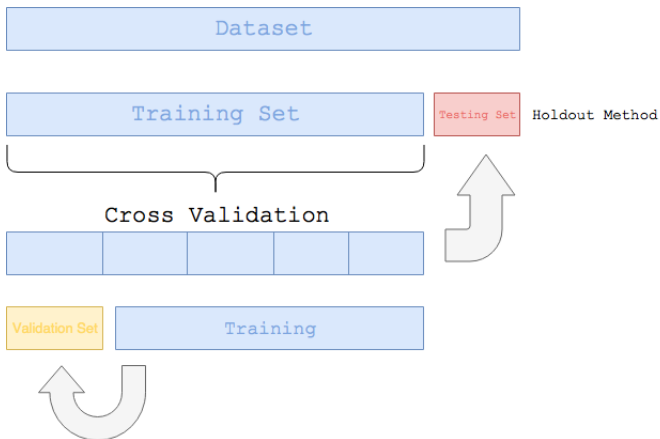 Dataset
Training Set
Testing Set
Holdout Method
Cross Validation
Validation Set
Training